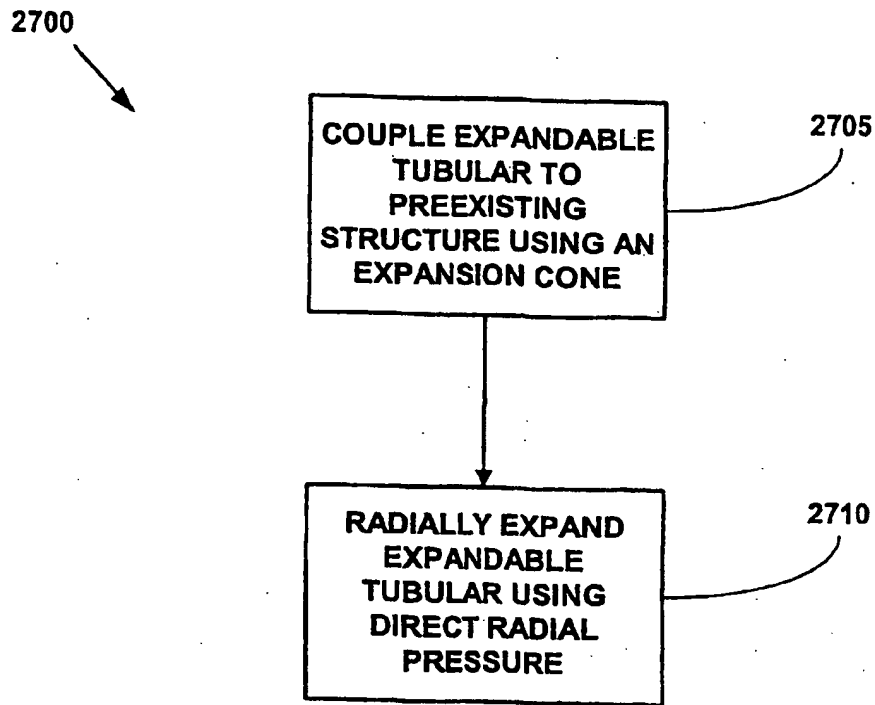 2700
COUPLE EXPANDABLE
TUBULAR TO
PREEXISTING
STRUCTURE USING AN
EXPANSION CONE
2705
RADIALLY EXPAND
EXPANDABLE
TUBULAR USING
DIRECT RADIAL
PRESSURE
2710